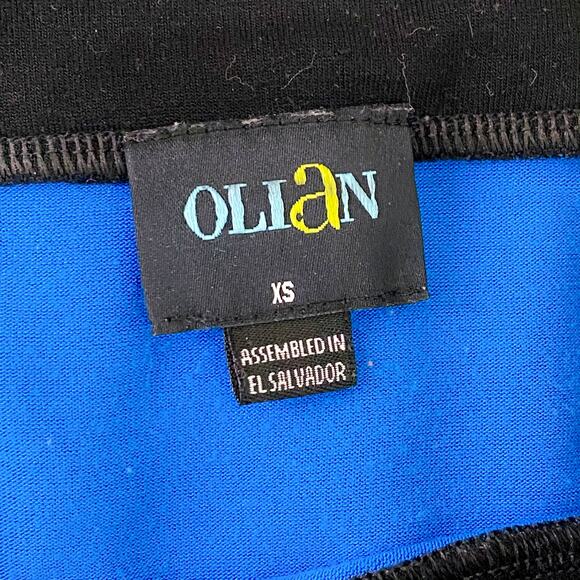 OLIaN
XS
ASSEMBLED IN
EL SALVADOR